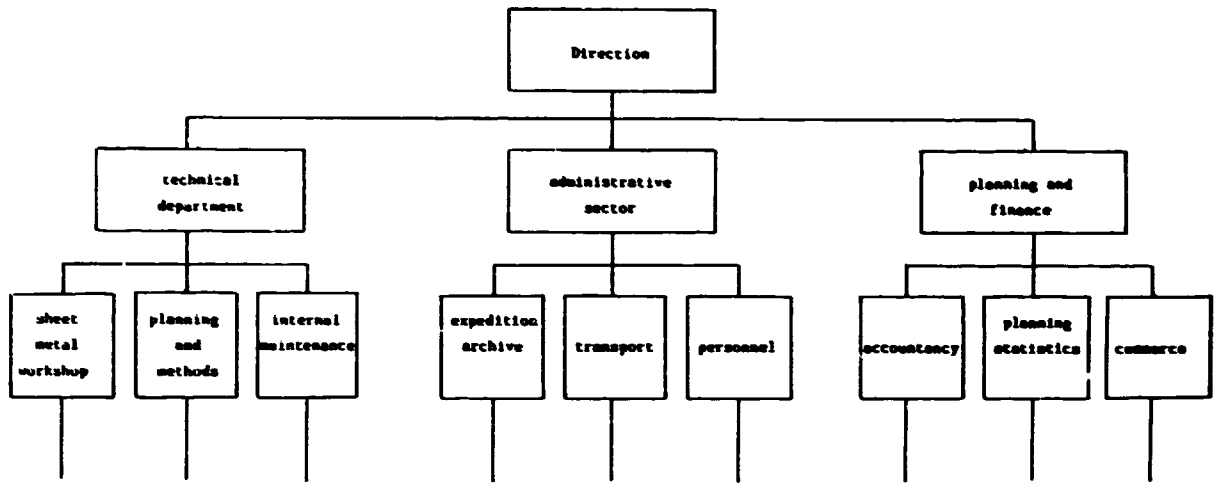 Direction
technical
department
administrative
sector
planning and
finance
sheet
metal
workshop
planning
and
methods
internal
maintenance
expedition
archive
transport
personnel
accountancy
planning
statistics
commerce